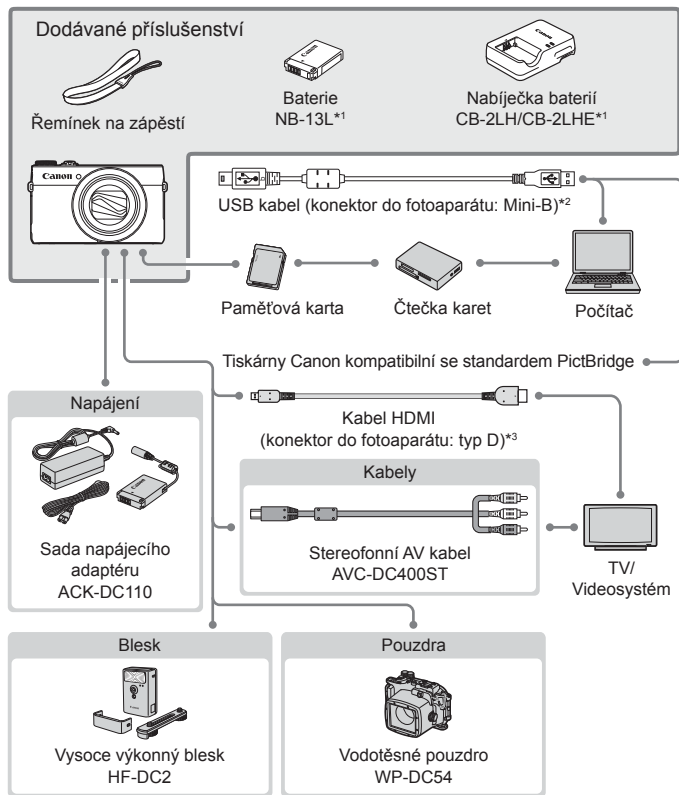 Dodávané příslušenství
Řemínek na zápěstí
Baterie
NB-13L*1
Nabíječka baterií
CB-2LH/CB-2LHE*1
Canon
USB kabel (konektor do fotoaparátu: Mini-B)*2
Paměťová karta
Čtečka karet
Počítač
Tiskárny Canon kompatibilní se standardem PictBridge
Napájení
Sada napájecího
adaptéru
ACK-DC110
Kabel HDMI
(konektor do fotoaparátu: typ D)*3
Kabely
Stereofonní AV kabel
AVC-DC400ST
TV/
Videosystém
Blesk
Vysoce výkonný blesk
HF-DC2
Pouzdra
Vodotěsné pouzdro
WP-DC54